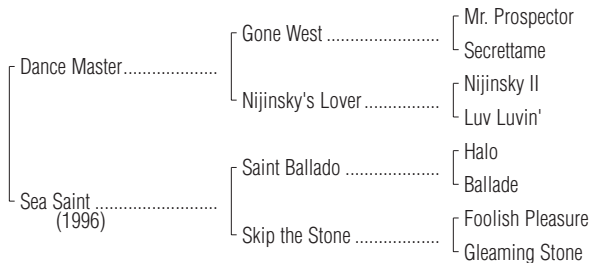 Mr. Prospector
Gone West ......................
Secrettame
Dance Master....................
Nijinsky II
Nijinsky's Lover ...............
Luv Luvin'
Halo
Saint Ballado ..................
Ballade
Sea Saint ..........................
(1996)
Foolish Pleasure
Skip the Stone .................
Gleaming Stone